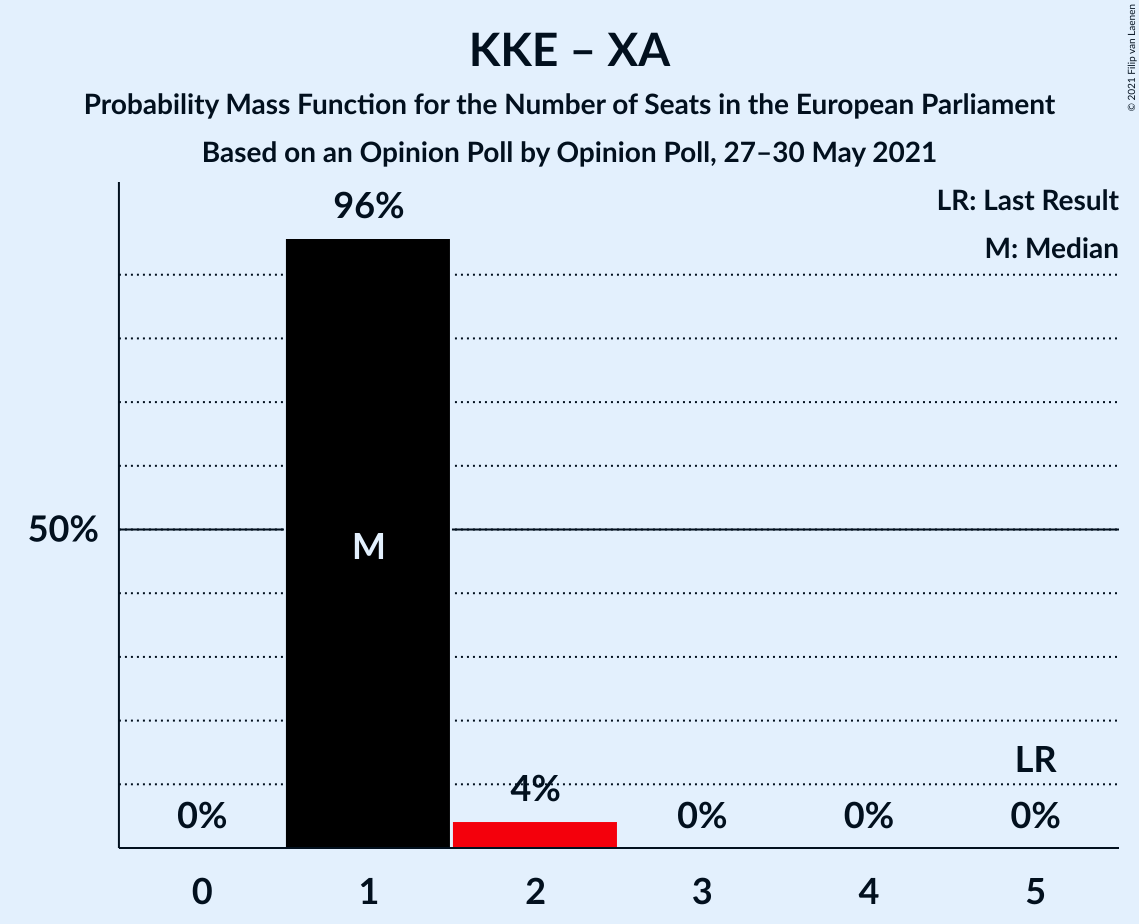 KKE – XA
Probability Mass Function for the Number of Seats in the European Parliament
Based on an Opinion Poll by Opinion Poll, 27–30 May 2021
© 2021 Filip van Laenen
LR: Last Result
M: Median
96%
50%
M
4%
LR
0%
0%
0%
0%
0
1
2
3
4
5